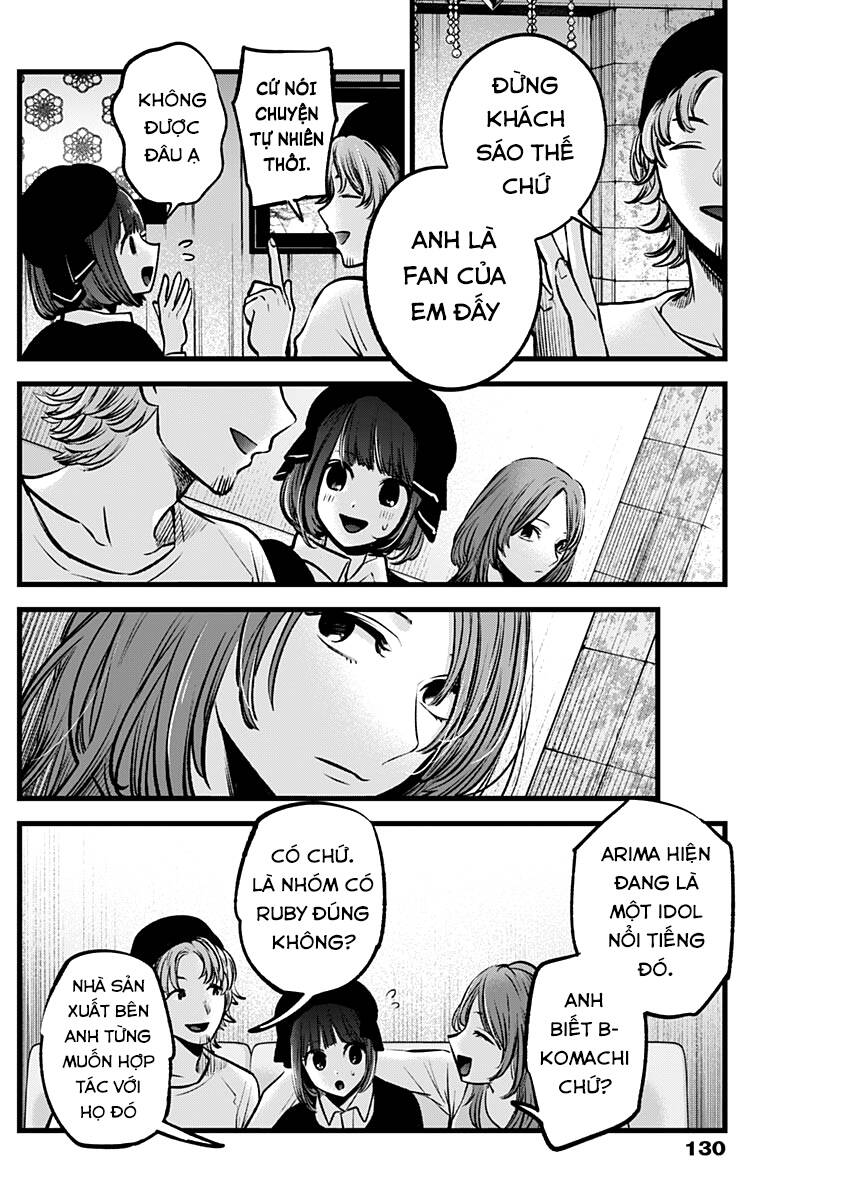 ĐỪNG
KHÁCH
SÁO THẾ
CHỨ
ANH LÀ
FAN CỦA
EM ĐẤY
CỨ NÓI
CHUYỆN
TỰ NHIÊN
THÔI.
KHÔNG
ĐƯỢC
ĐÂU Ạ
ARIMA HIỆN
ĐANG LÀ
MỘT IDOL
NỔI TIẾNG
ĐÓ.
ANH
BIẾT B-
KOMACHI
CHỨ?
CÓ CHỨ.
LÀ NHÓM CÓ
RUBY ĐÚNG
KHÔNG?
NHÀ SẢN
XUẤT BÊN
ANH TỪNG
MUỐN HỢP
TÁC VỚI
HỌ ĐÓ
130